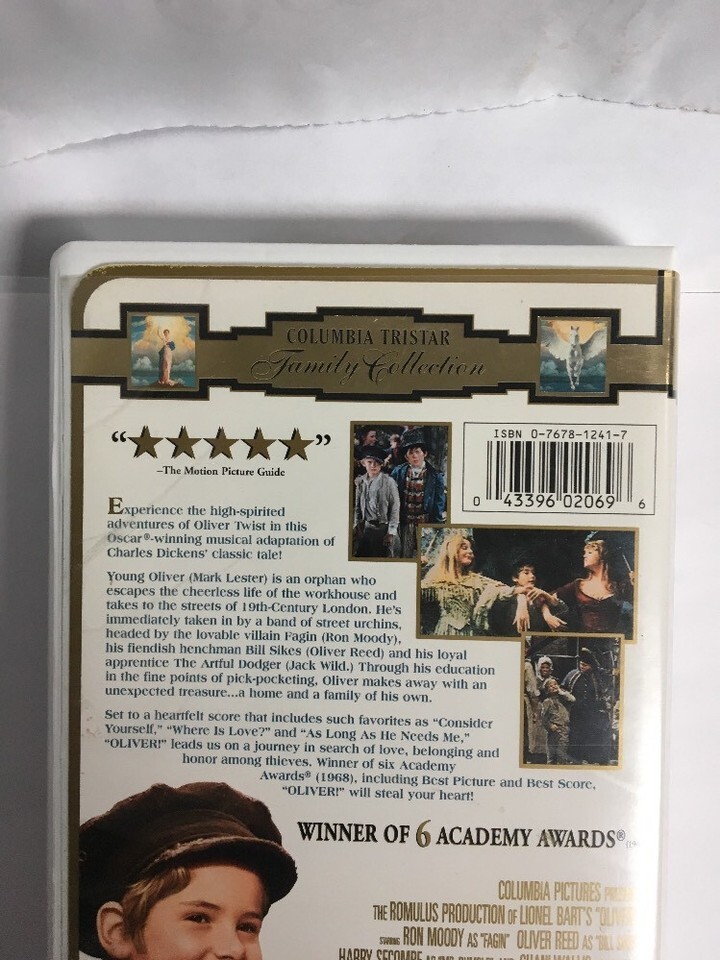 COLUMBIA TRISTAR
Family Collection
“★★★★★”
–The Motion Picture Guide
ISBN 0-7678-1241-7
0 43396 02069 6
Experience the high-spirited
adventures of Oliver Twist in this
Oscar®-winning musical adaptation of
Charles Dickens' classic tale!
Young Oliver (Mark Lester) is an orphan who
escapes the cheerless life of the workhouse and
takes to the streets of 19th-Century London. He's
immediately taken in by a band of street urchins,
headed by the lovable villain Fagin (Ron Moody),
his fiendish henchman Bill Sikes (Oliver Reed) and his loyal
apprentice The Artful Dodger (Jack Wild.) Through his education
in the fine points of pick-pocketing, Oliver makes away with an
unexpected treasure...a home and a family of his own.
Set to a heartfelt score that includes such favorites as “Consider
Yourself,” “Where Is Love?” and “As Long As He Needs Me,”
“OLIVER!” leads us on a journey in search of love, belonging and
honor among thieves. Winner of six Academy
Awards® (1968), including Best Picture and Best Score,
“OLIVER!” will steal your heart!
WINNER OF 6 ACADEMY AWARDS®
COLUMBIA PICTURES
THE ROMULUS PRODUCTION OF LIONEL BART'S
STARRING RON MOODY AS “FAGIN” OLIVER REED AS
HARRY SECOMBE